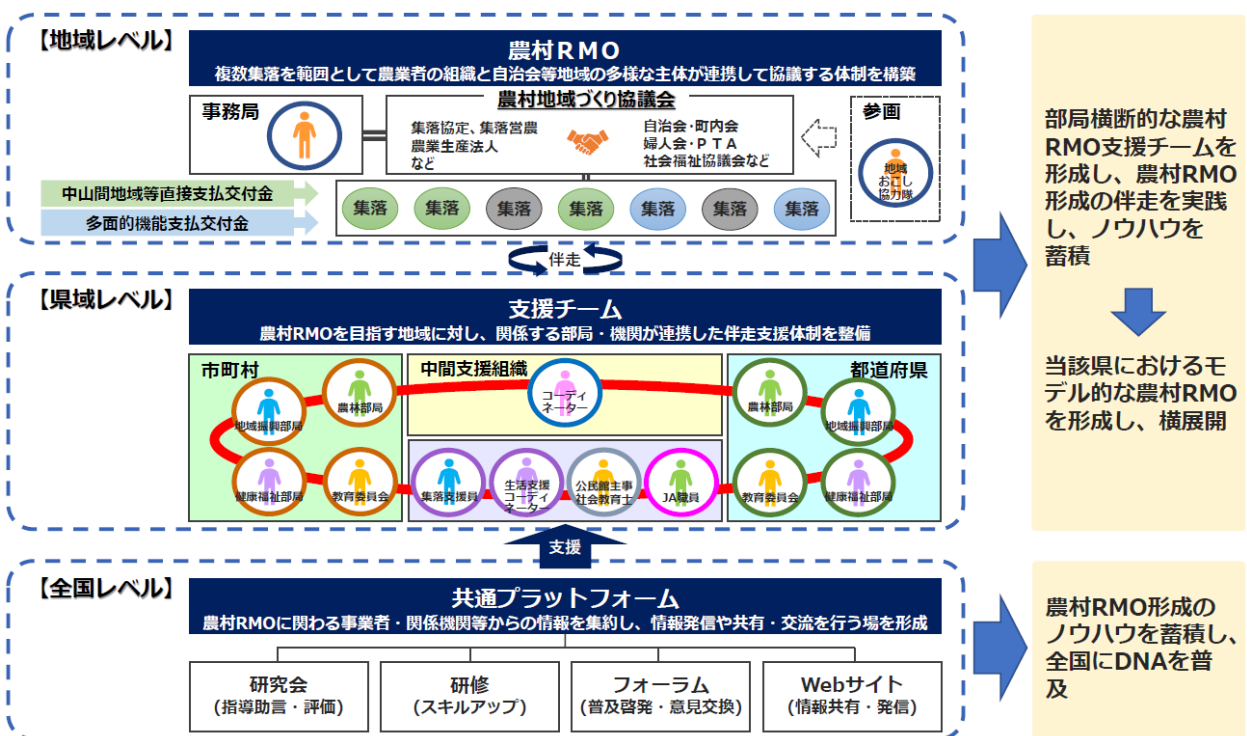 【地域レベル】
農村RMO
複数集落を範囲として農業者の組織と自治会等地域の多様な主体が連携して協議する体制を構築
事務局
農村地域づくり協議会
集落協定、集落営農
農業生産法人
など
自治会・町内会
婦人会・PTA
社会福祉協議会など
参画
地域
おこし
協力隊
中山間地域等直接支払交付金
多面的機能支払交付金
集落
集落
集落
集落
集落
集落
集落
伴走
【県域レベル】
支援チーム
農村RMOを目指す地域に対し、関係する部局・機関が連携した伴走支援体制を整備
市町村
農林部局
地域振興部局
健康福祉部局
教育委員会
中間支援組織
コーディ
ネーター
集落支援員
生活支援
コーディ
ネーター
公民館主事
社会教育士
JA職員
都道府県
農林部局
地域振興部局
教育委員会
健康福祉部局
支援
【全国レベル】
共通プラットフォーム
農村RMOに関わる事業者・関係機関等からの情報を集約し、情報発信や共有・交流を行う場を形成
研究会
(指導助言・評価)
研修
(スキルアップ)
フォーラム
(普及啓発・意見交換)
Webサイト
(情報共有・発信)
部局横断的な農村
RMO支援チームを
形成し、農村RMO
形成の伴走を実践
し、ノウハウを
蓄積
当該県におけるモ
デル的な農村RMO
を形成し、横展開
農村RMO形成の
ノウハウを蓄積し、
全国にDNAを普
及